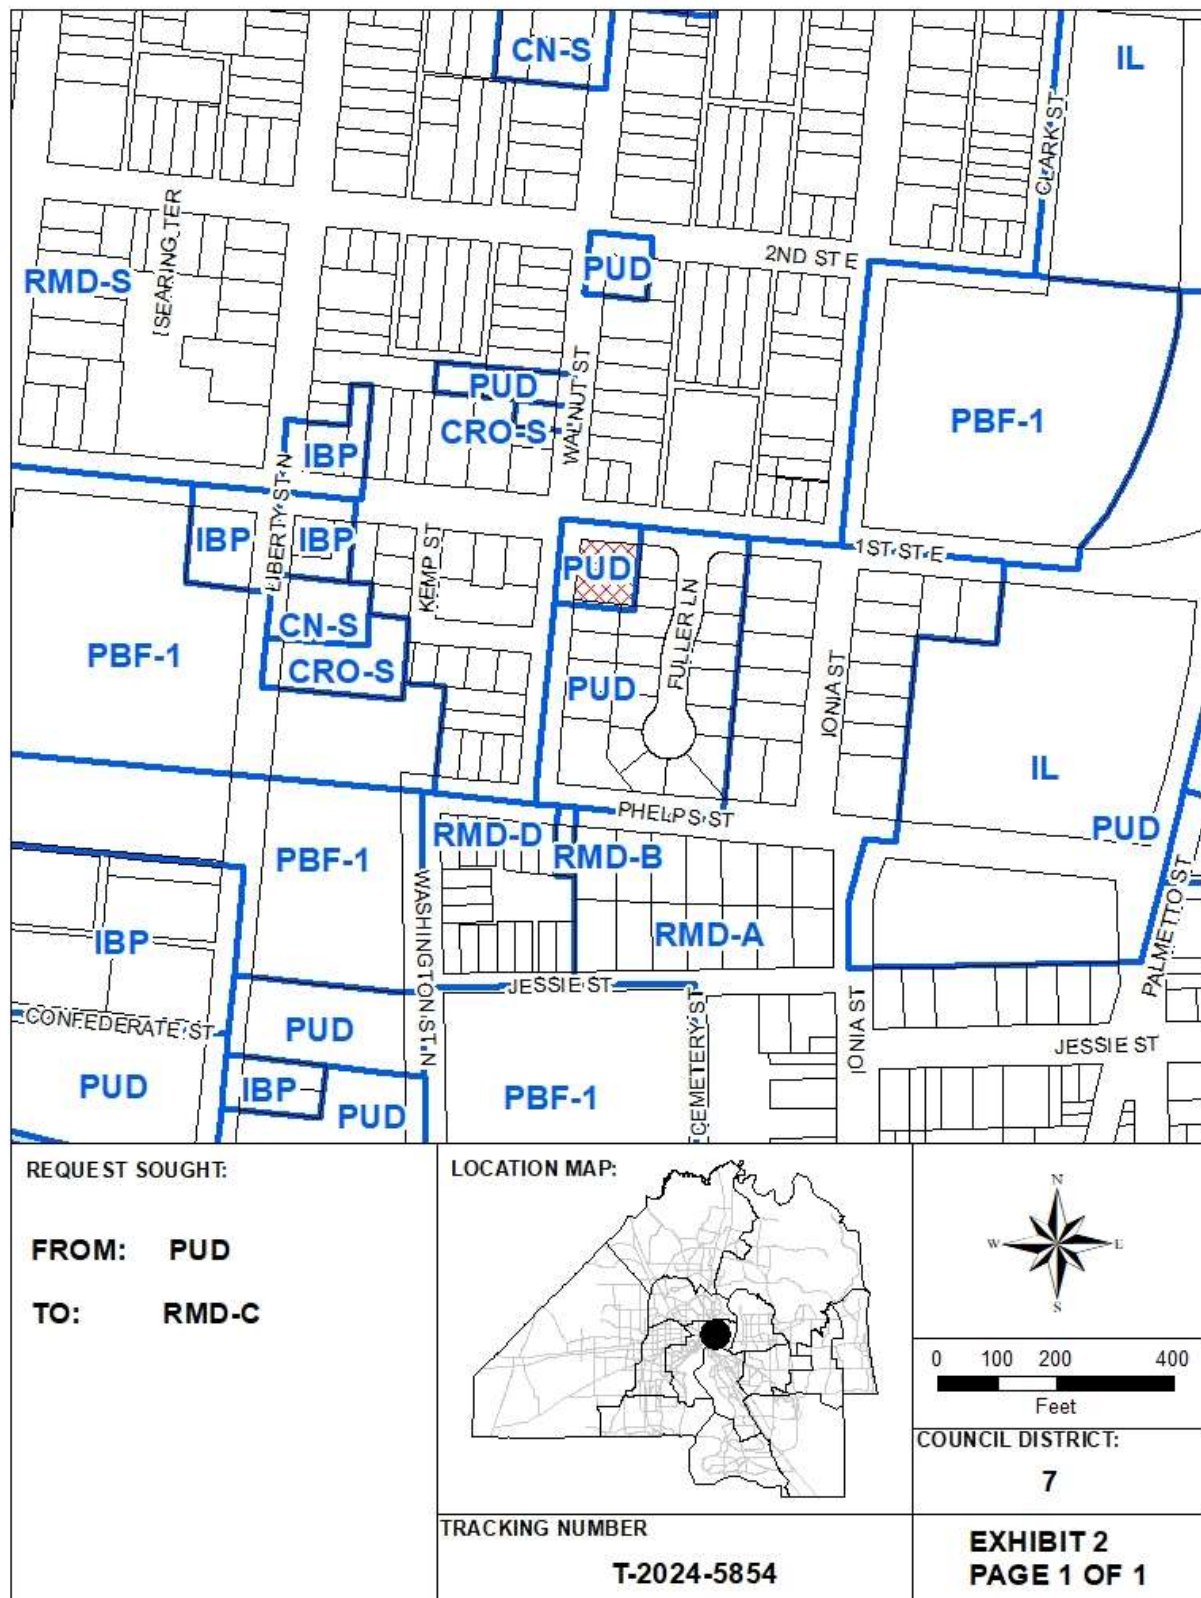 CN-S
IL
CLARK ST
SEARING TER
2ND ST E
PUD
RMD-S
WALNUT ST
PUD
CRO-S
PBF-1
IBP
LIBERTY ST N
IBP
IBP
KEMP ST
PUD
1ST ST E
FULLER LN
CN-S
PBF-1
CRO-S
PUD
IONIA ST
IL
PHELPS ST
PUD
RMD-D
RMD-B
PBF-1
WASHINGTON ST N
RMD-A
PALMETTO ST
IBP
JESSIE ST
CONFEDERATE ST
PUD
CEMETERY ST
IONIA ST
JESSIE ST
PUD
IBP
PUD
PBF-1
REQUEST SOUGHT:
FROM: PUD
TO: RMD-C
LOCATION MAP:
N
W
E
S
0 100 200 400
Feet
COUNCIL DISTRICT:
7
TRACKING NUMBER
T-2024-5854
EXHIBIT 2
PAGE 1 OF 1